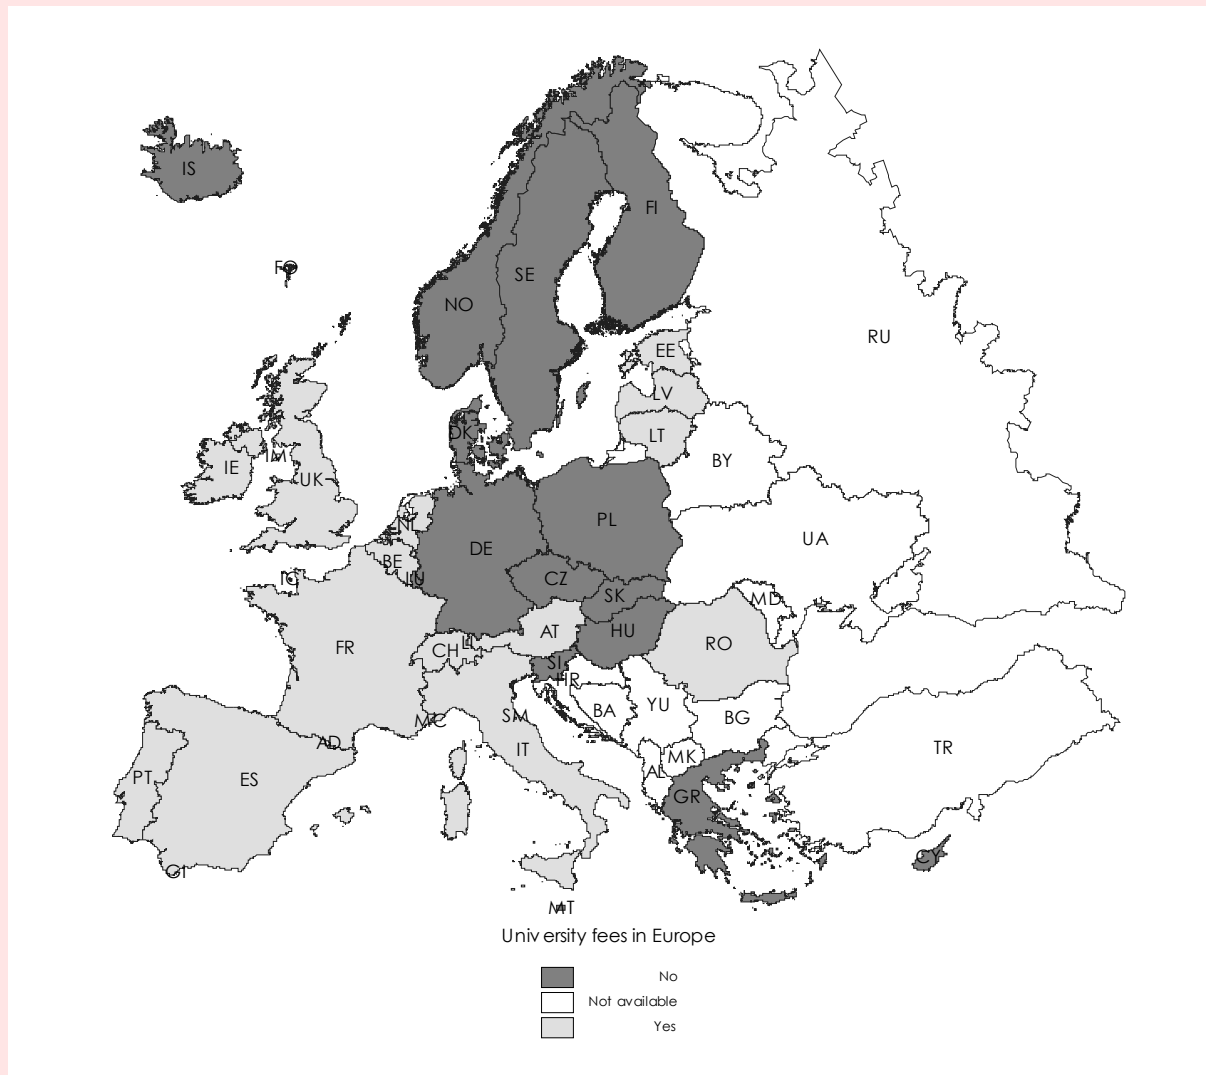 IS
FI
FO
SE
NO
RU
EE
LV
DK
LT
IM
IE
BY
UK
NL
PL
DE
UA
BE
LU
CZ
SK
MD
AT
HU
RO
FR
CH
LI
SI
HR
YU
BA
BG
MC
SM
AD
IT
TR
MK
AL
PT
ES
GR
CY
GI
MT
University fees in Europe
No
Not available
Yes